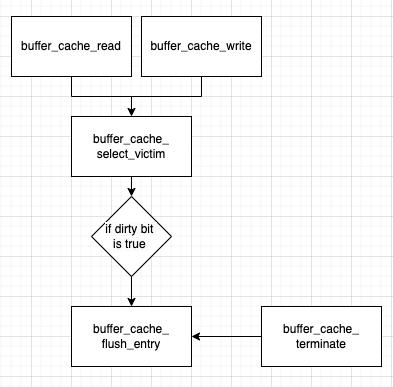 buffer_cache_read
buffer_cache_write
buffer_cache_
select_victim
if dirty bit
is true
buffer_cache_
flush_entry
buffer_cache_
terminate